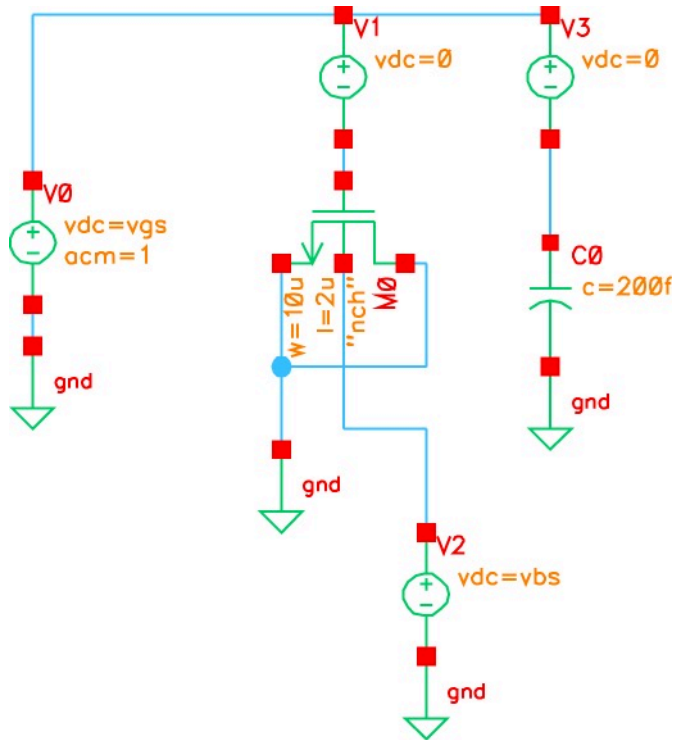 V1
vdc=0
V3
vdc=0
V0
vdc=vgs
acm=1
gnd
w=10u
l=2u
"nch"
M0
C0
c=200f
gnd
gnd
V2
vdc=vbs
gnd